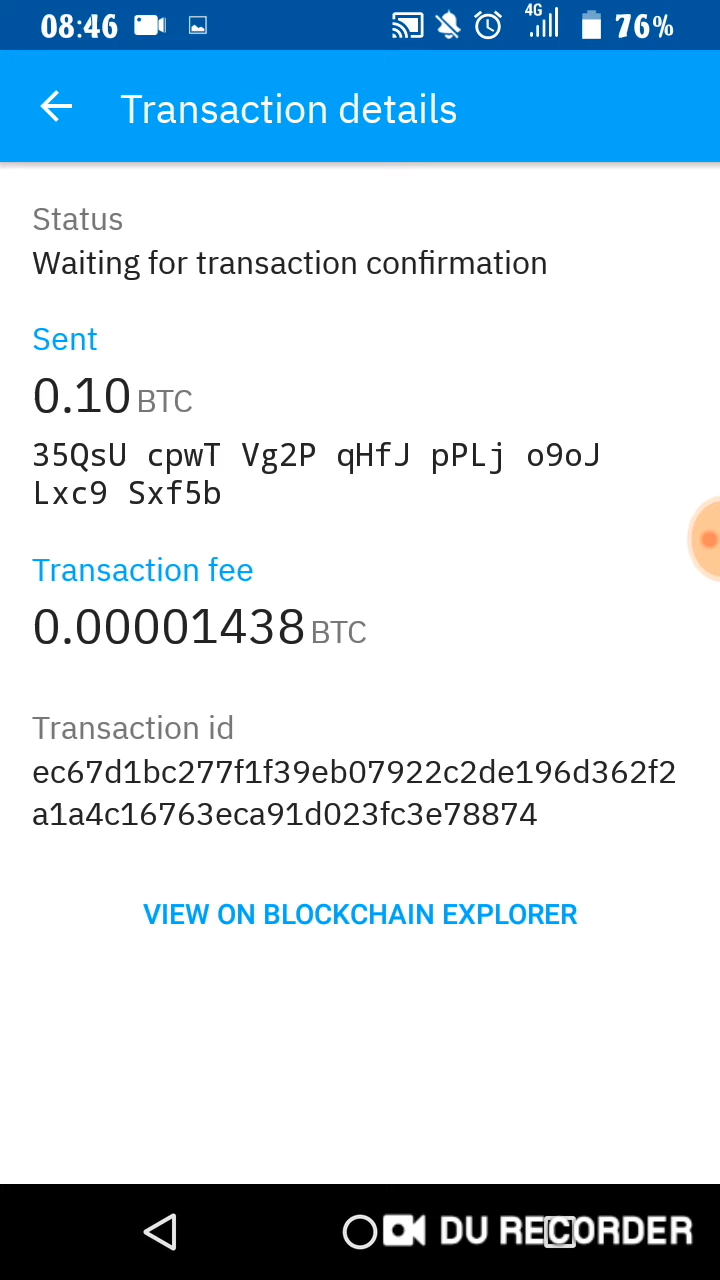 08:46 4G 76%
Transaction details
Status
Waiting for transaction confirmation
Sent
0.10 BTC
35QsU cpwT Vg2P qHfJ pPLj o9oJ
Lxc9 Sxf5b
Transaction fee
0.00001438 BTC
Transaction id
ec67d1bc277f1f39eb07922c2de196d362f2
a1a4c16763eca91d023fc3e78874
VIEW ON BLOCKCHAIN EXPLORER
DU RECORDER